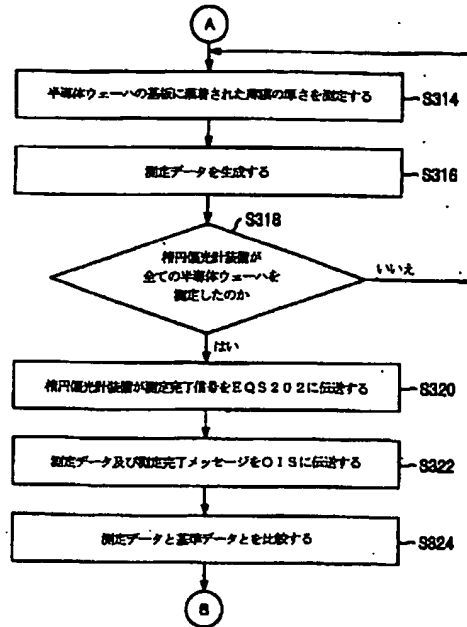 A
半導体ウェーハの基板に蒸着された薄膜の厚さを測定する
S314
測定データを生成する
S316
S318
楕円偏光計装備が
全ての半導体ウェーハを
測定したのか
いいえ
はい
楕円偏光計装備が測定完了信号をEQS202に伝送する
S320
測定データ及び測定完了メッセージをOISに伝送する
S322
測定データと基準データとを比較する
S324
B